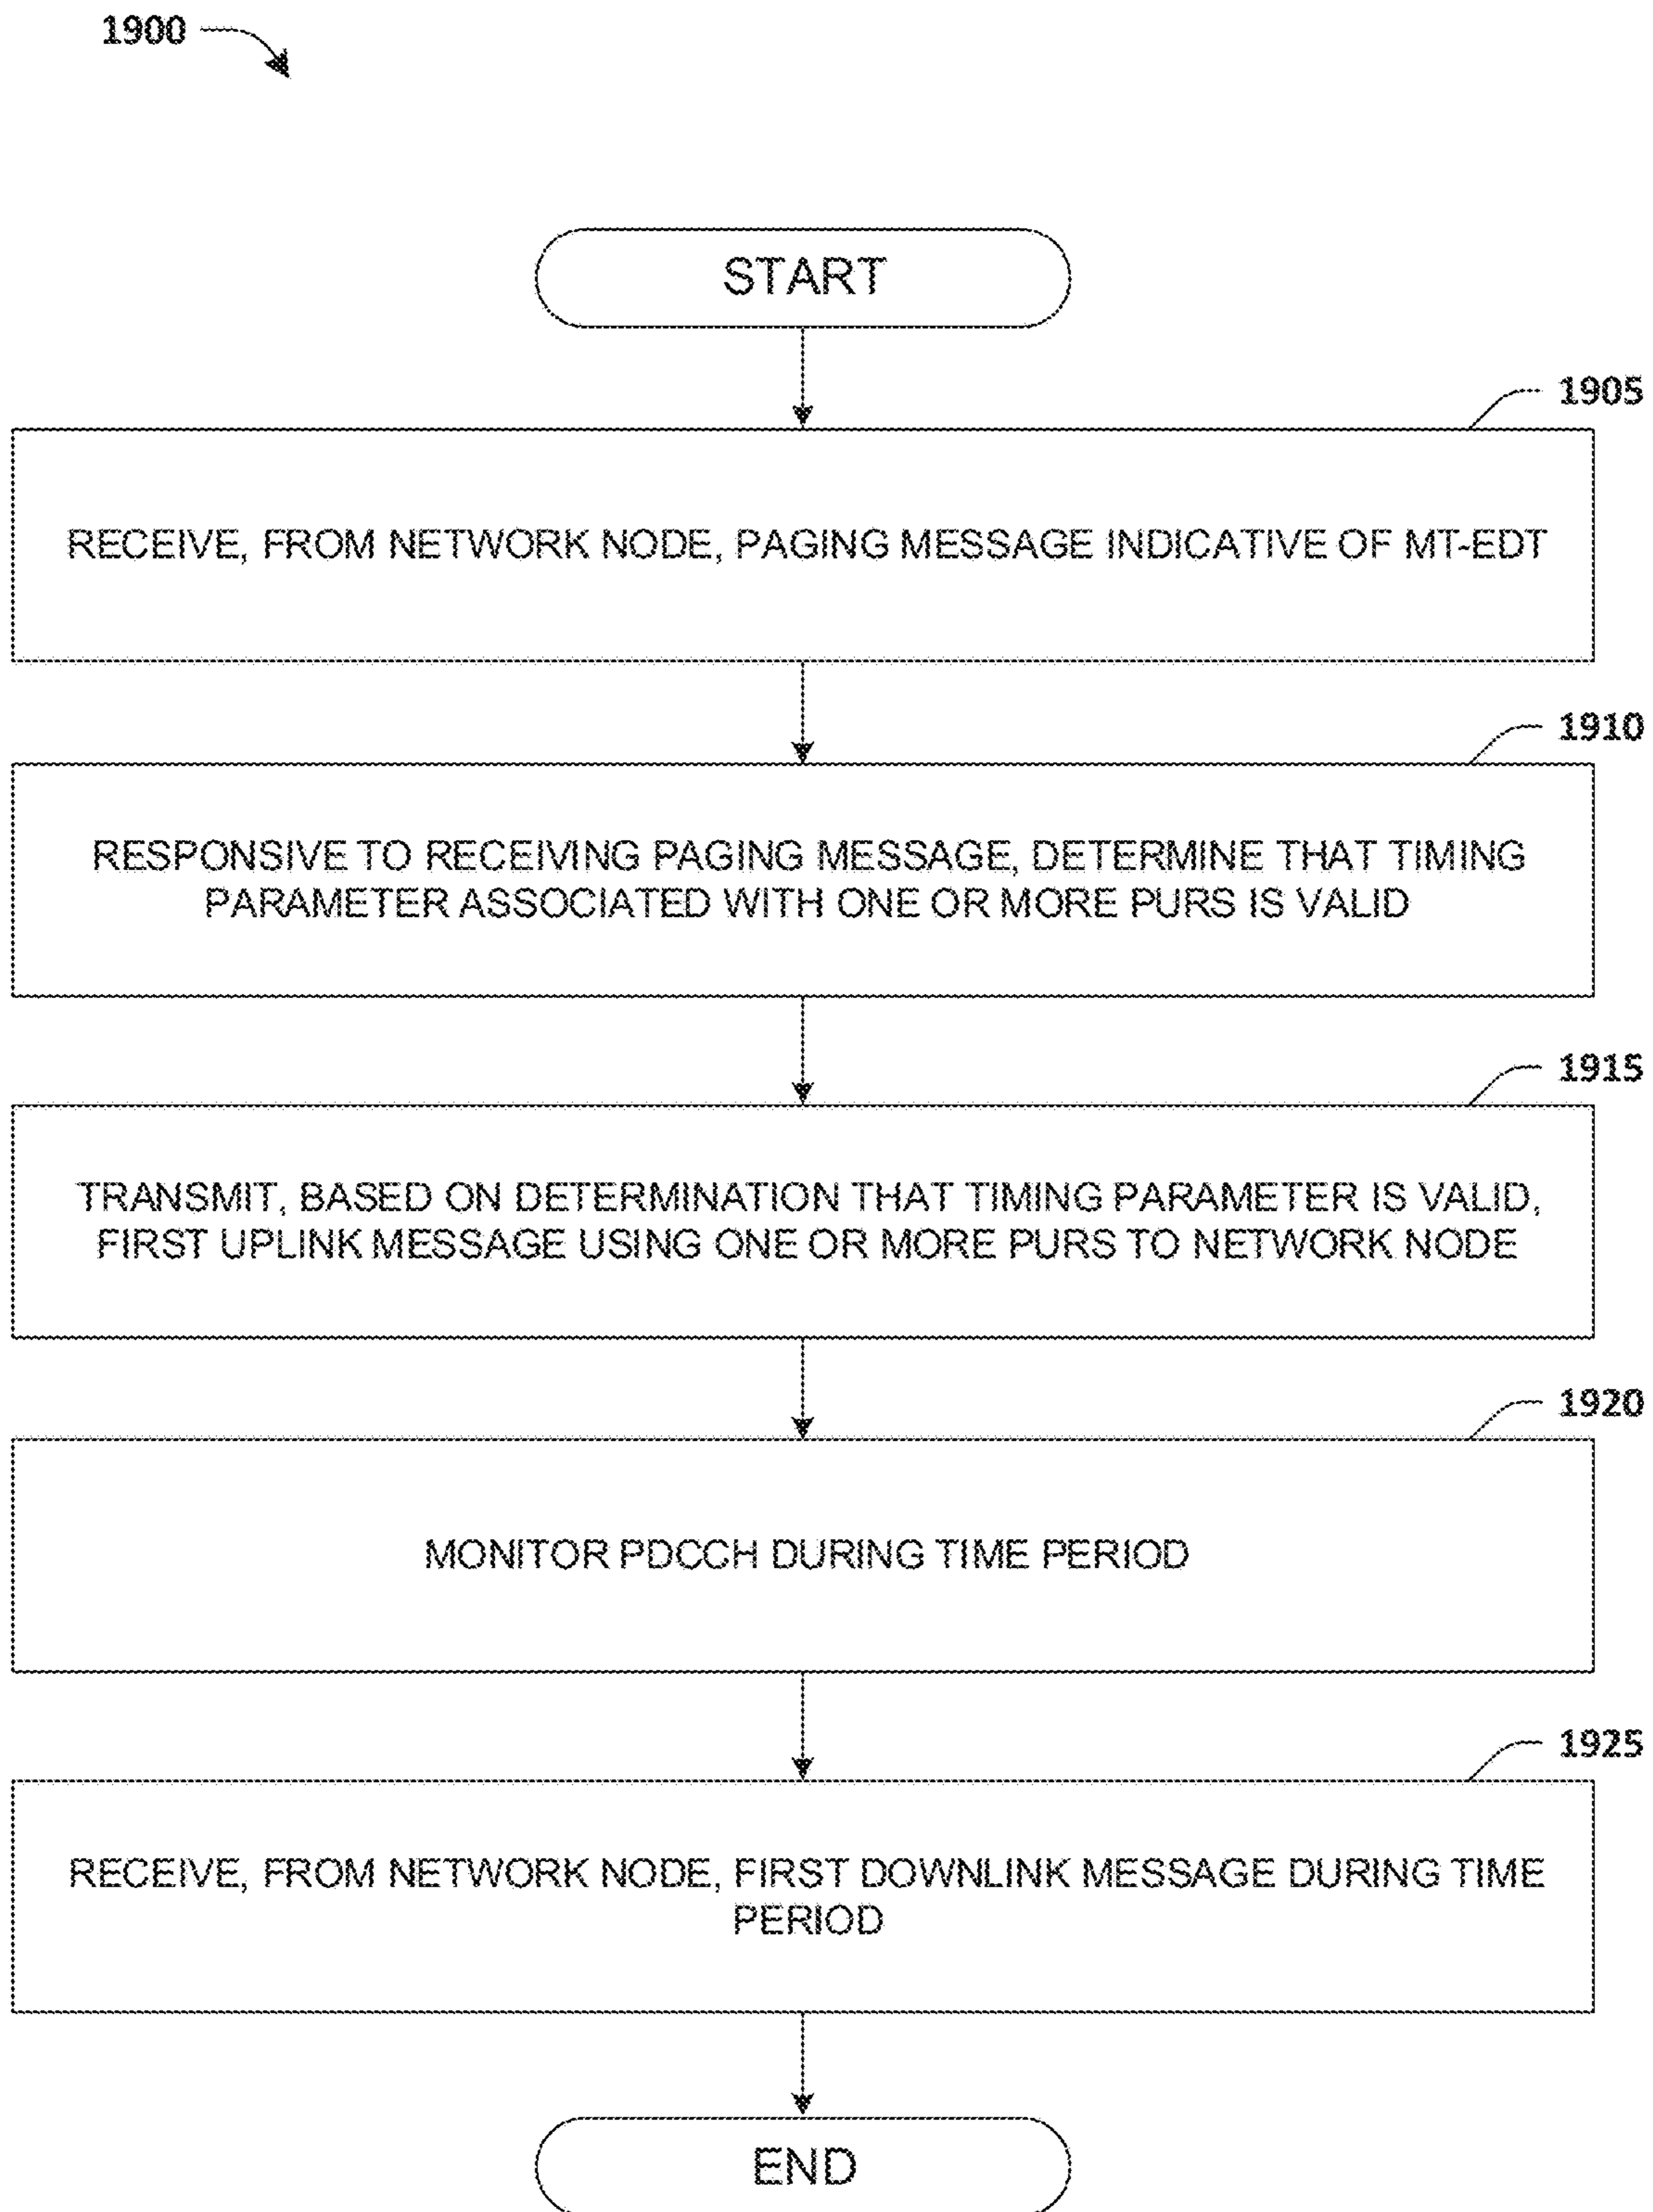 1900
START
1905
RECEIVE, FROM NETWORK NODE, PAGING MESSAGE INDICATIVE OF MT-EDT
1910
RESPONSIVE TO RECEIVING PAGING MESSAGE, DETERMINE THAT TIMING
PARAMETER ASSOCIATED WITH ONE OR MORE PURS IS VALID
1915
TRANSMIT, BASED ON DETERMINATION THAT TIMING PARAMETER IS VALID,
FIRST UPLINK MESSAGE USING ONE OR MORE PURS TO NETWORK NODE
1920
MONITOR PDCCH DURING TIME PERIOD
1925
RECEIVE, FROM NETWORK NODE, FIRST DOWNLINK MESSAGE DURING TIME
PERIOD
END